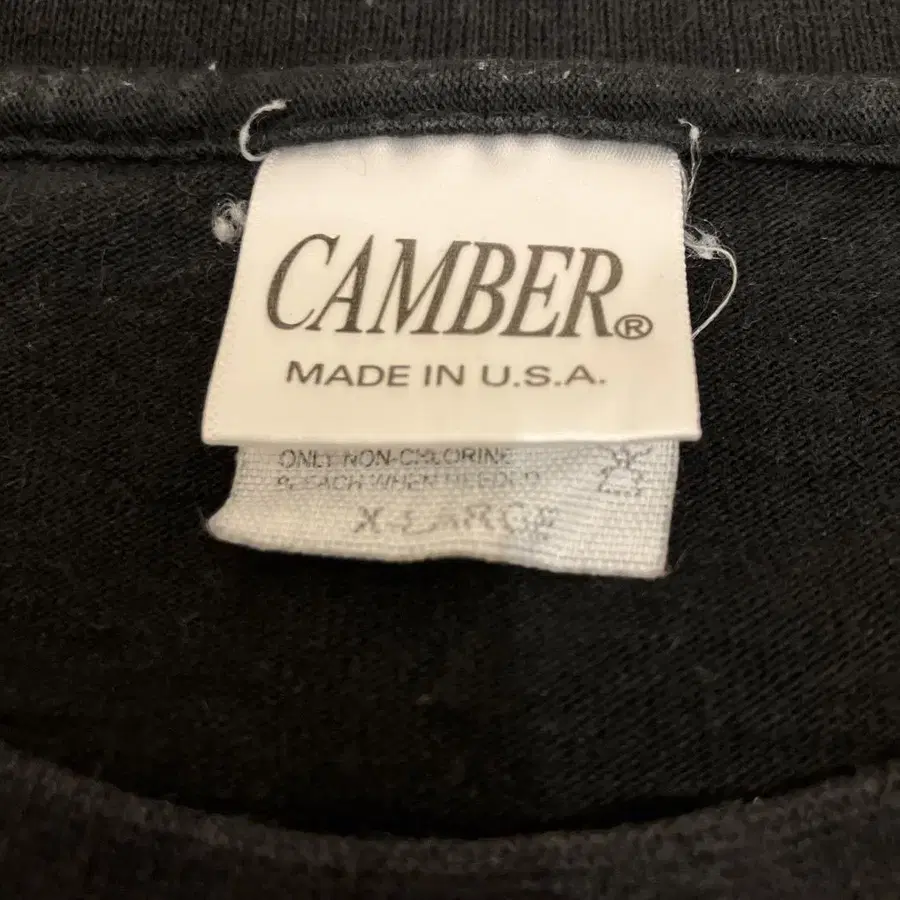 CAMBER®
MADE IN U.S.A.
ONLY NON-CHLORINE
BLEACH WHEN NEEDED
X-LARGE